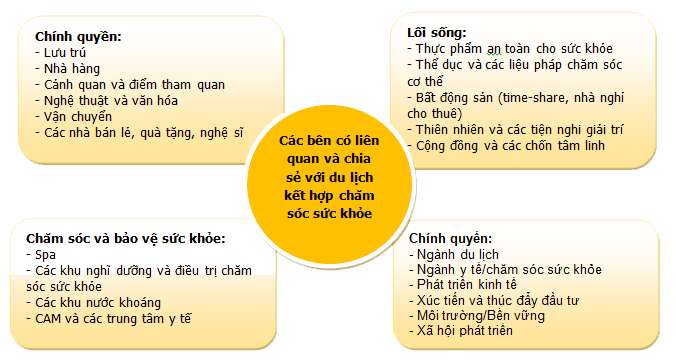 Chính quyền:
- Lưu trú
- Nhà hàng
- Cảnh quan và điểm tham quan
- Nghệ thuật và văn hóa
- Vận chuyển
- Các nhà bán lẻ, quà tặng, nghệ sĩ
Lối sống:
- Thực phẩm an toàn cho sức khỏe
- Thể dục và các liệu pháp chăm sóc
cơ thể
- Bất động sản (time-share, nhà nghỉ
cho thuê)
- Thiên nhiên và các tiện nghi giải trí
- Cộng đồng và các chốn tâm linh
Các bên có liên
quan và chia
sẻ với du lịch
kết hợp chăm
sóc sức khỏe
Chăm sóc và bảo vệ sức khỏe:
- Spa
- Các khu nghĩ dưỡng và điều trị chăm
sóc sức khỏe
- Các khu nước khoáng
- CAM và các trung tâm y tế
Chính quyền:
- Ngành du lịch
- Ngành y tế/chăm sóc sức khỏe
- Phát triển kinh tế
- Xúc tiến và thúc đẩy đầu tư
- Môi trường/Bền vững
- Xã hội phát triển